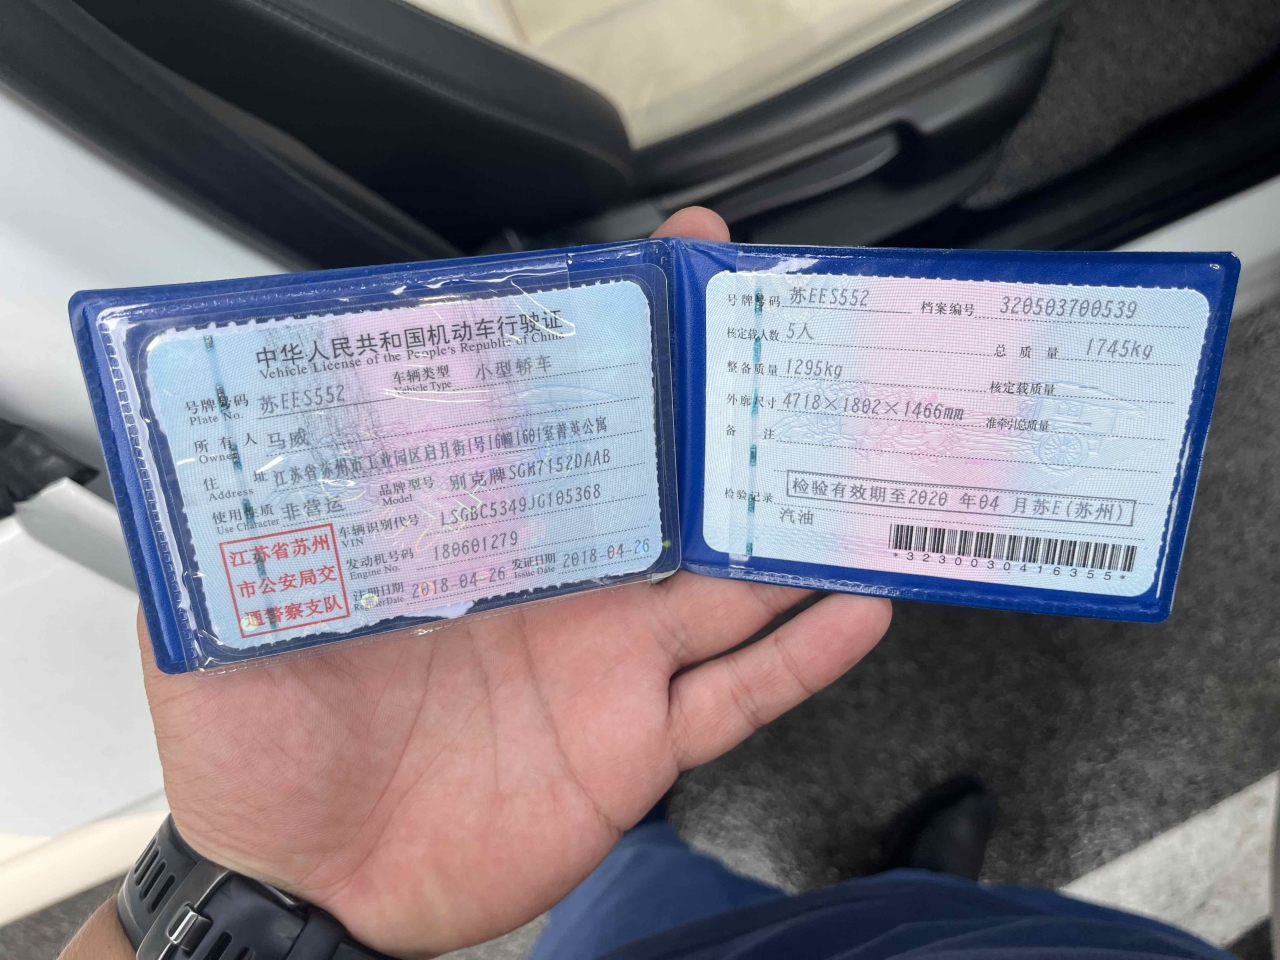 中华人民共和国机动车行驶证
Vehicle License of the People's Republic of China
号牌号码 苏EES552 车辆类型 小型轿车
Plate No. Vehicle Type
所有人 马威
Owner
住址 江苏省苏州市工业园区启月街1号16幢1601室菁英公寓
Address
使用性质 非营运 品牌型号 别克牌SGM7152DAAB
Use Character Model
江苏省苏州
市公安局交
通警察支队
车辆识别代号 LSGBC5349JG105368
VIN
发动机号码 180601279
Engine No.
注册日期 2018-04-26 发证日期 2018-04-26
Issue Date
号牌号码 苏EES552 档案编号 320503700539
核定载人数 5人 总质量 1745kg
整备质量 1295kg 核定载质量
外廓尺寸 4718×1802×1466mm 准牵引总质量 --
备注
检验记录 检验有效期至2020 年04 月苏E(苏州)
汽油
*3230030416355*